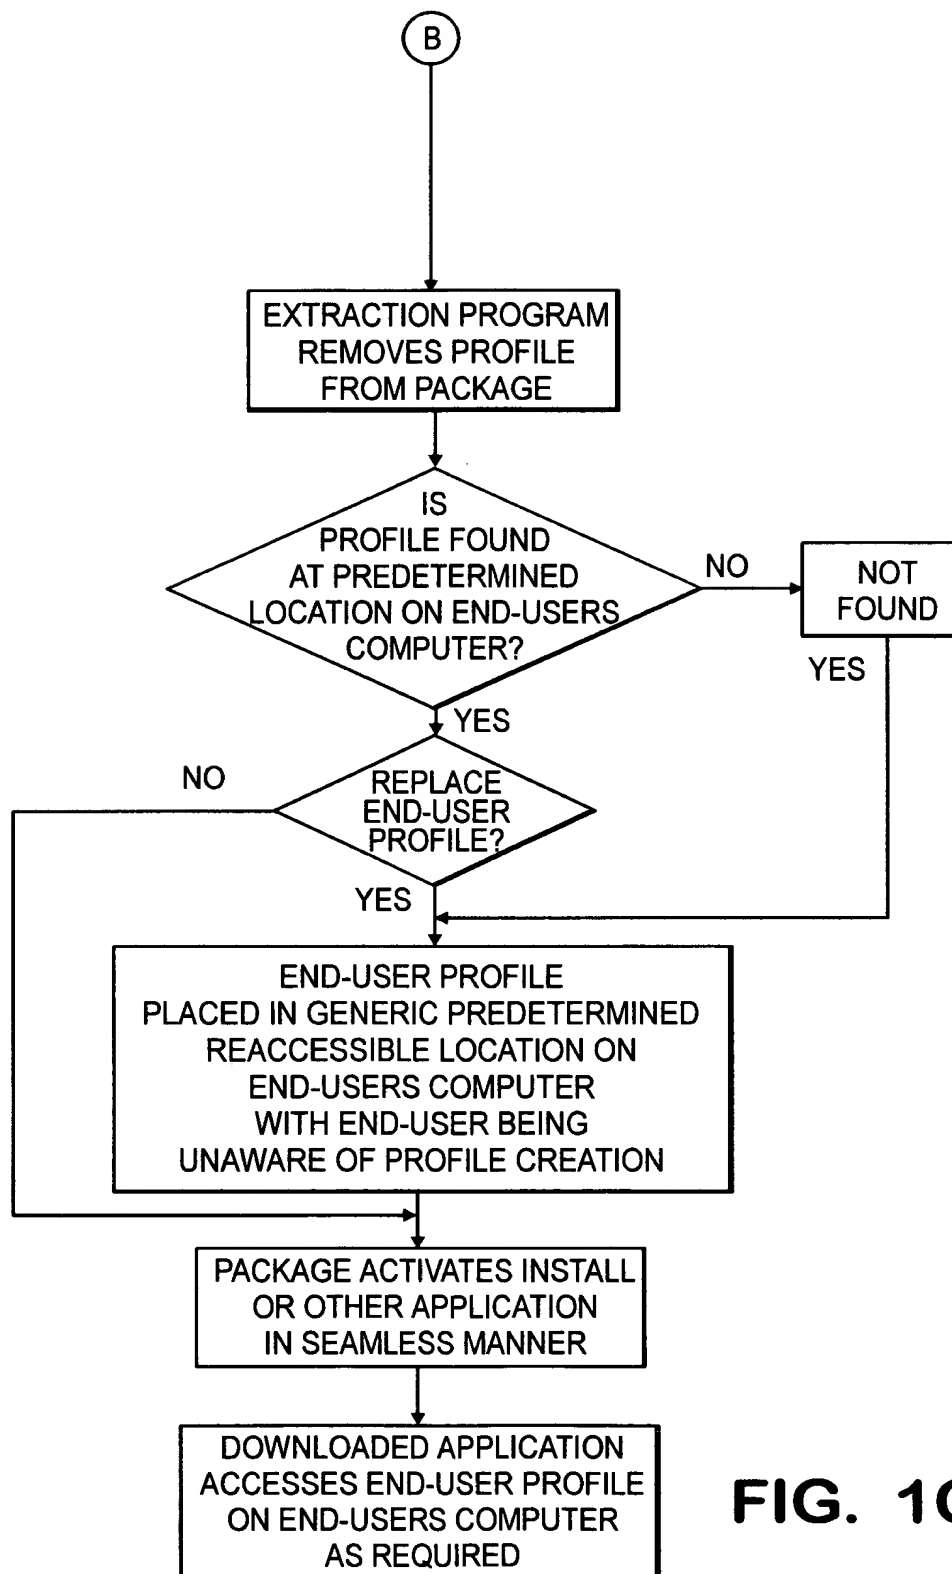 B
EXTRACTION PROGRAM
REMOVES PROFILE
FROM PACKAGE
IS
PROFILE FOUND
AT PREDETERMINED
LOCATION ON END-USERS
COMPUTER?
NO
NOT
FOUND
YES
YES
NO
REPLACE
END-USER
PROFILE?
YES
END-USER PROFILE
PLACED IN GENERIC PREDETERMINED
REACCESSIBLE LOCATION ON
END-USERS COMPUTER
WITH END-USER BEING
UNAWARE OF PROFILE CREATION
PACKAGE ACTIVATES INSTALL
OR OTHER APPLICATION
IN SEAMLESS MANNER
DOWNLOADED APPLICATION
ACCESSES END-USER PROFILE
ON END-USERS COMPUTER
AS REQUIRED
FIG.